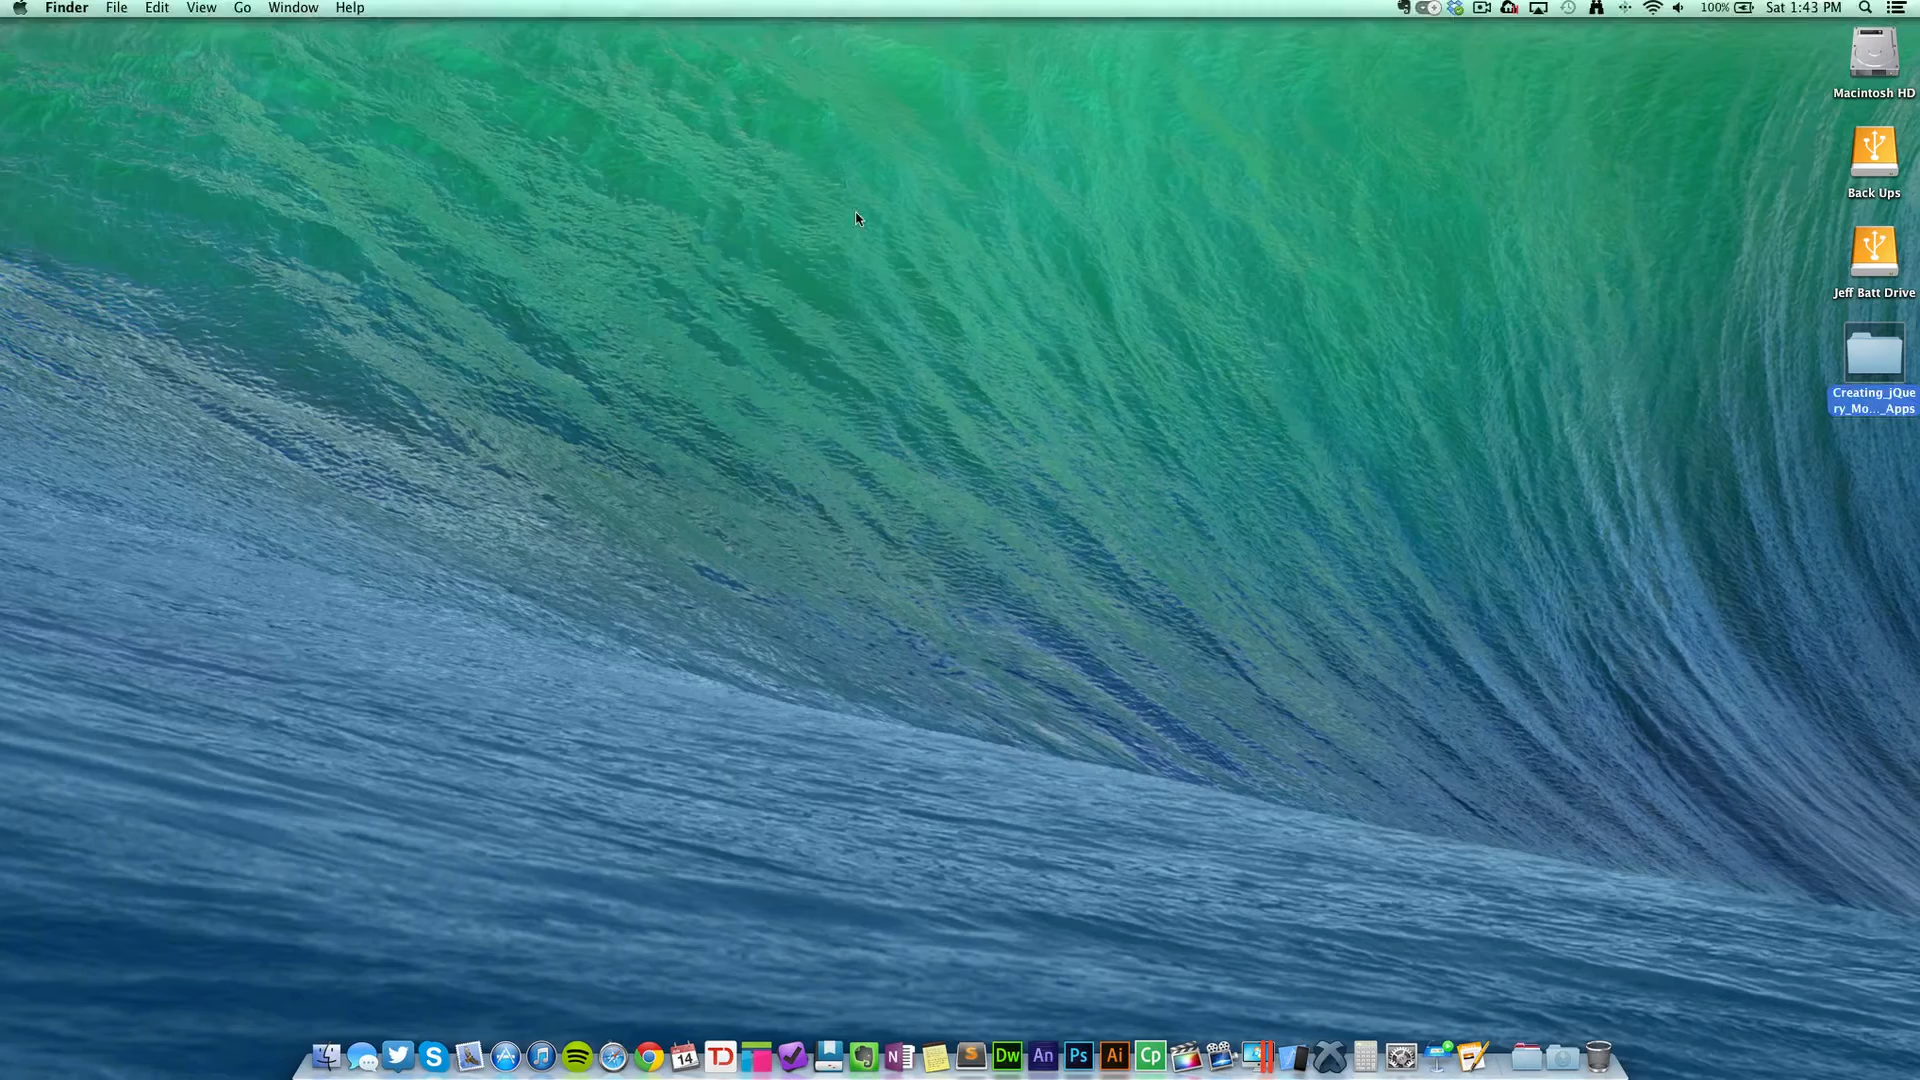 Finder File Edit View Go Window Help
100% Sat 1:43 PM
Macintosh HD
Back Ups
Jeff Batt Drive
Creating_jQue
ry_Mo..._Apps
14 TD N S Dw An Ps Ai Cp